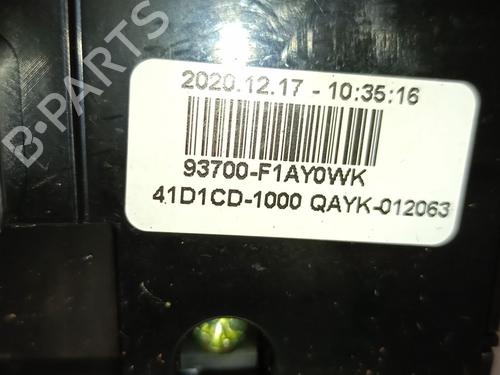 B-PARTS
2020.12.17 - 10:35:16
93700-F1AY0WK
41D1CD-1000 QAYK-012063